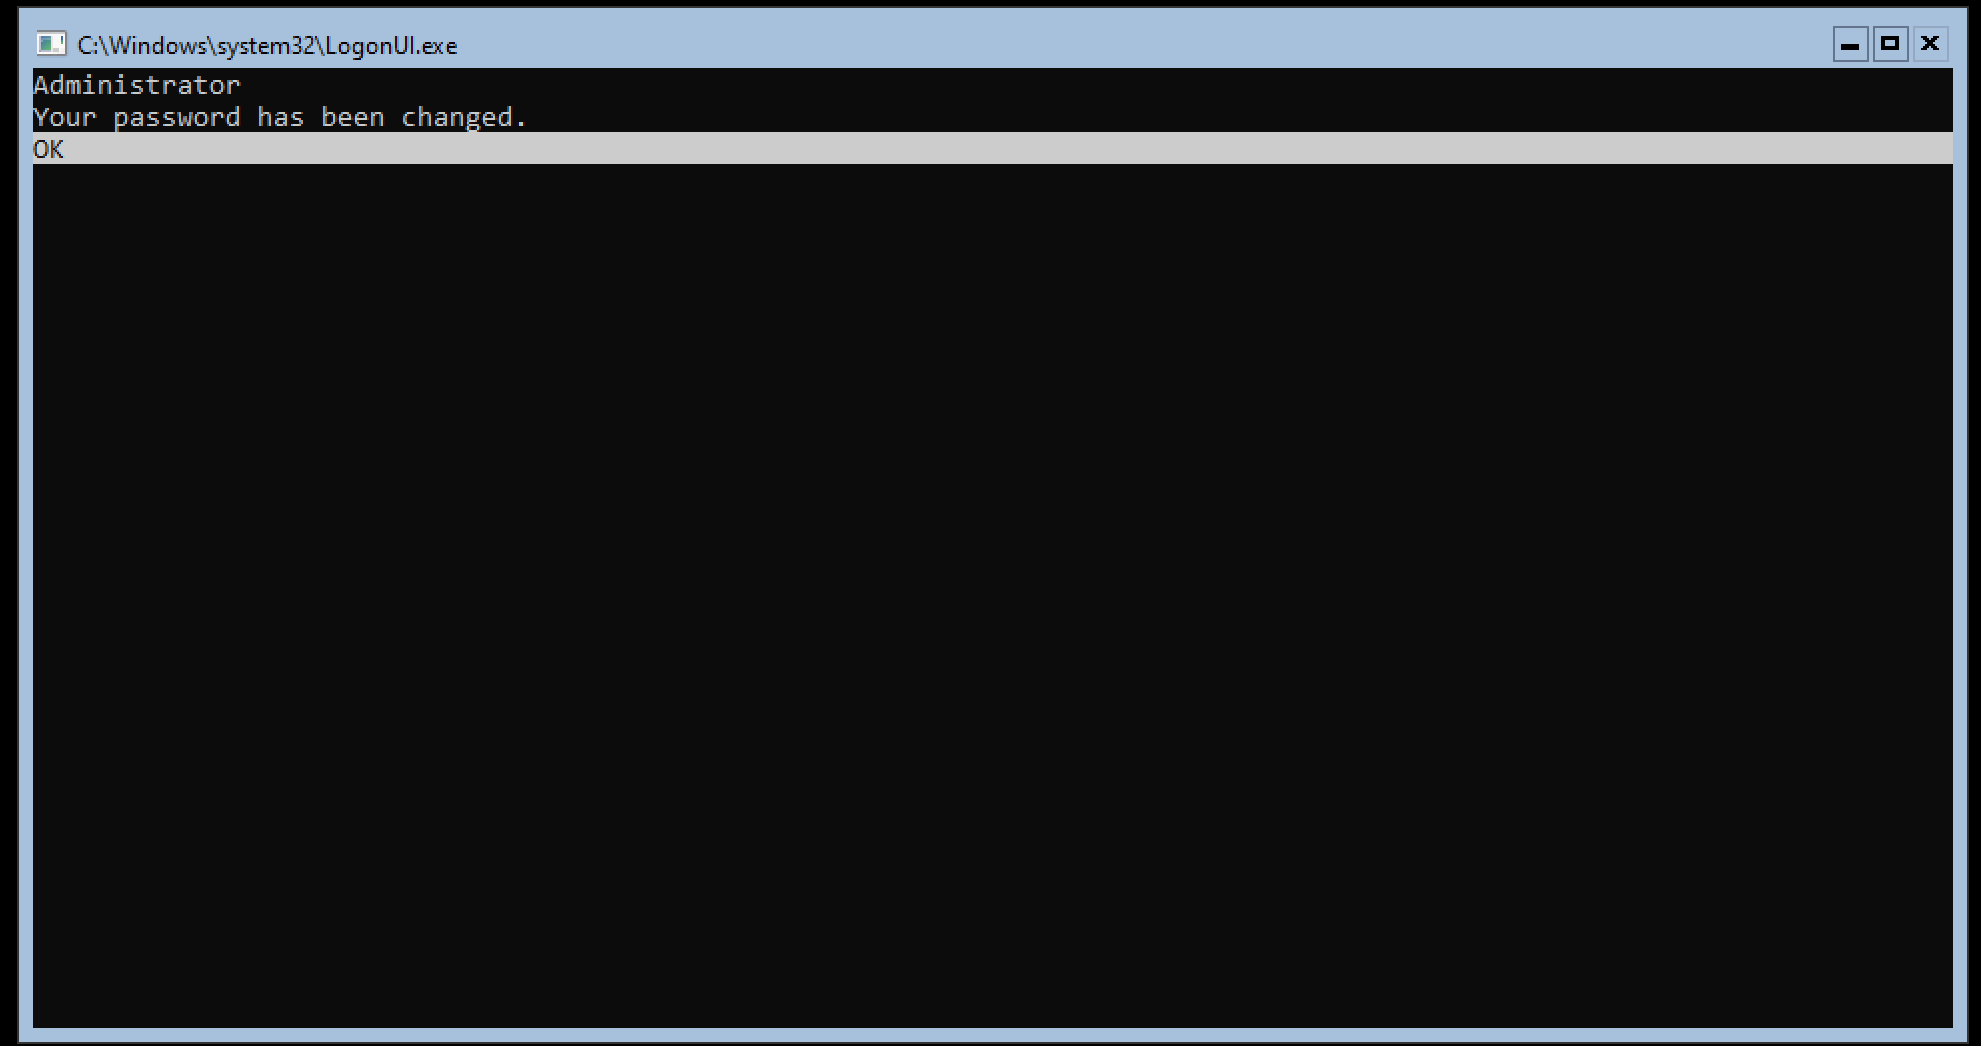 C:\Windows\system32\LogonUI.exe
Administrator
Your password has been changed.
OK